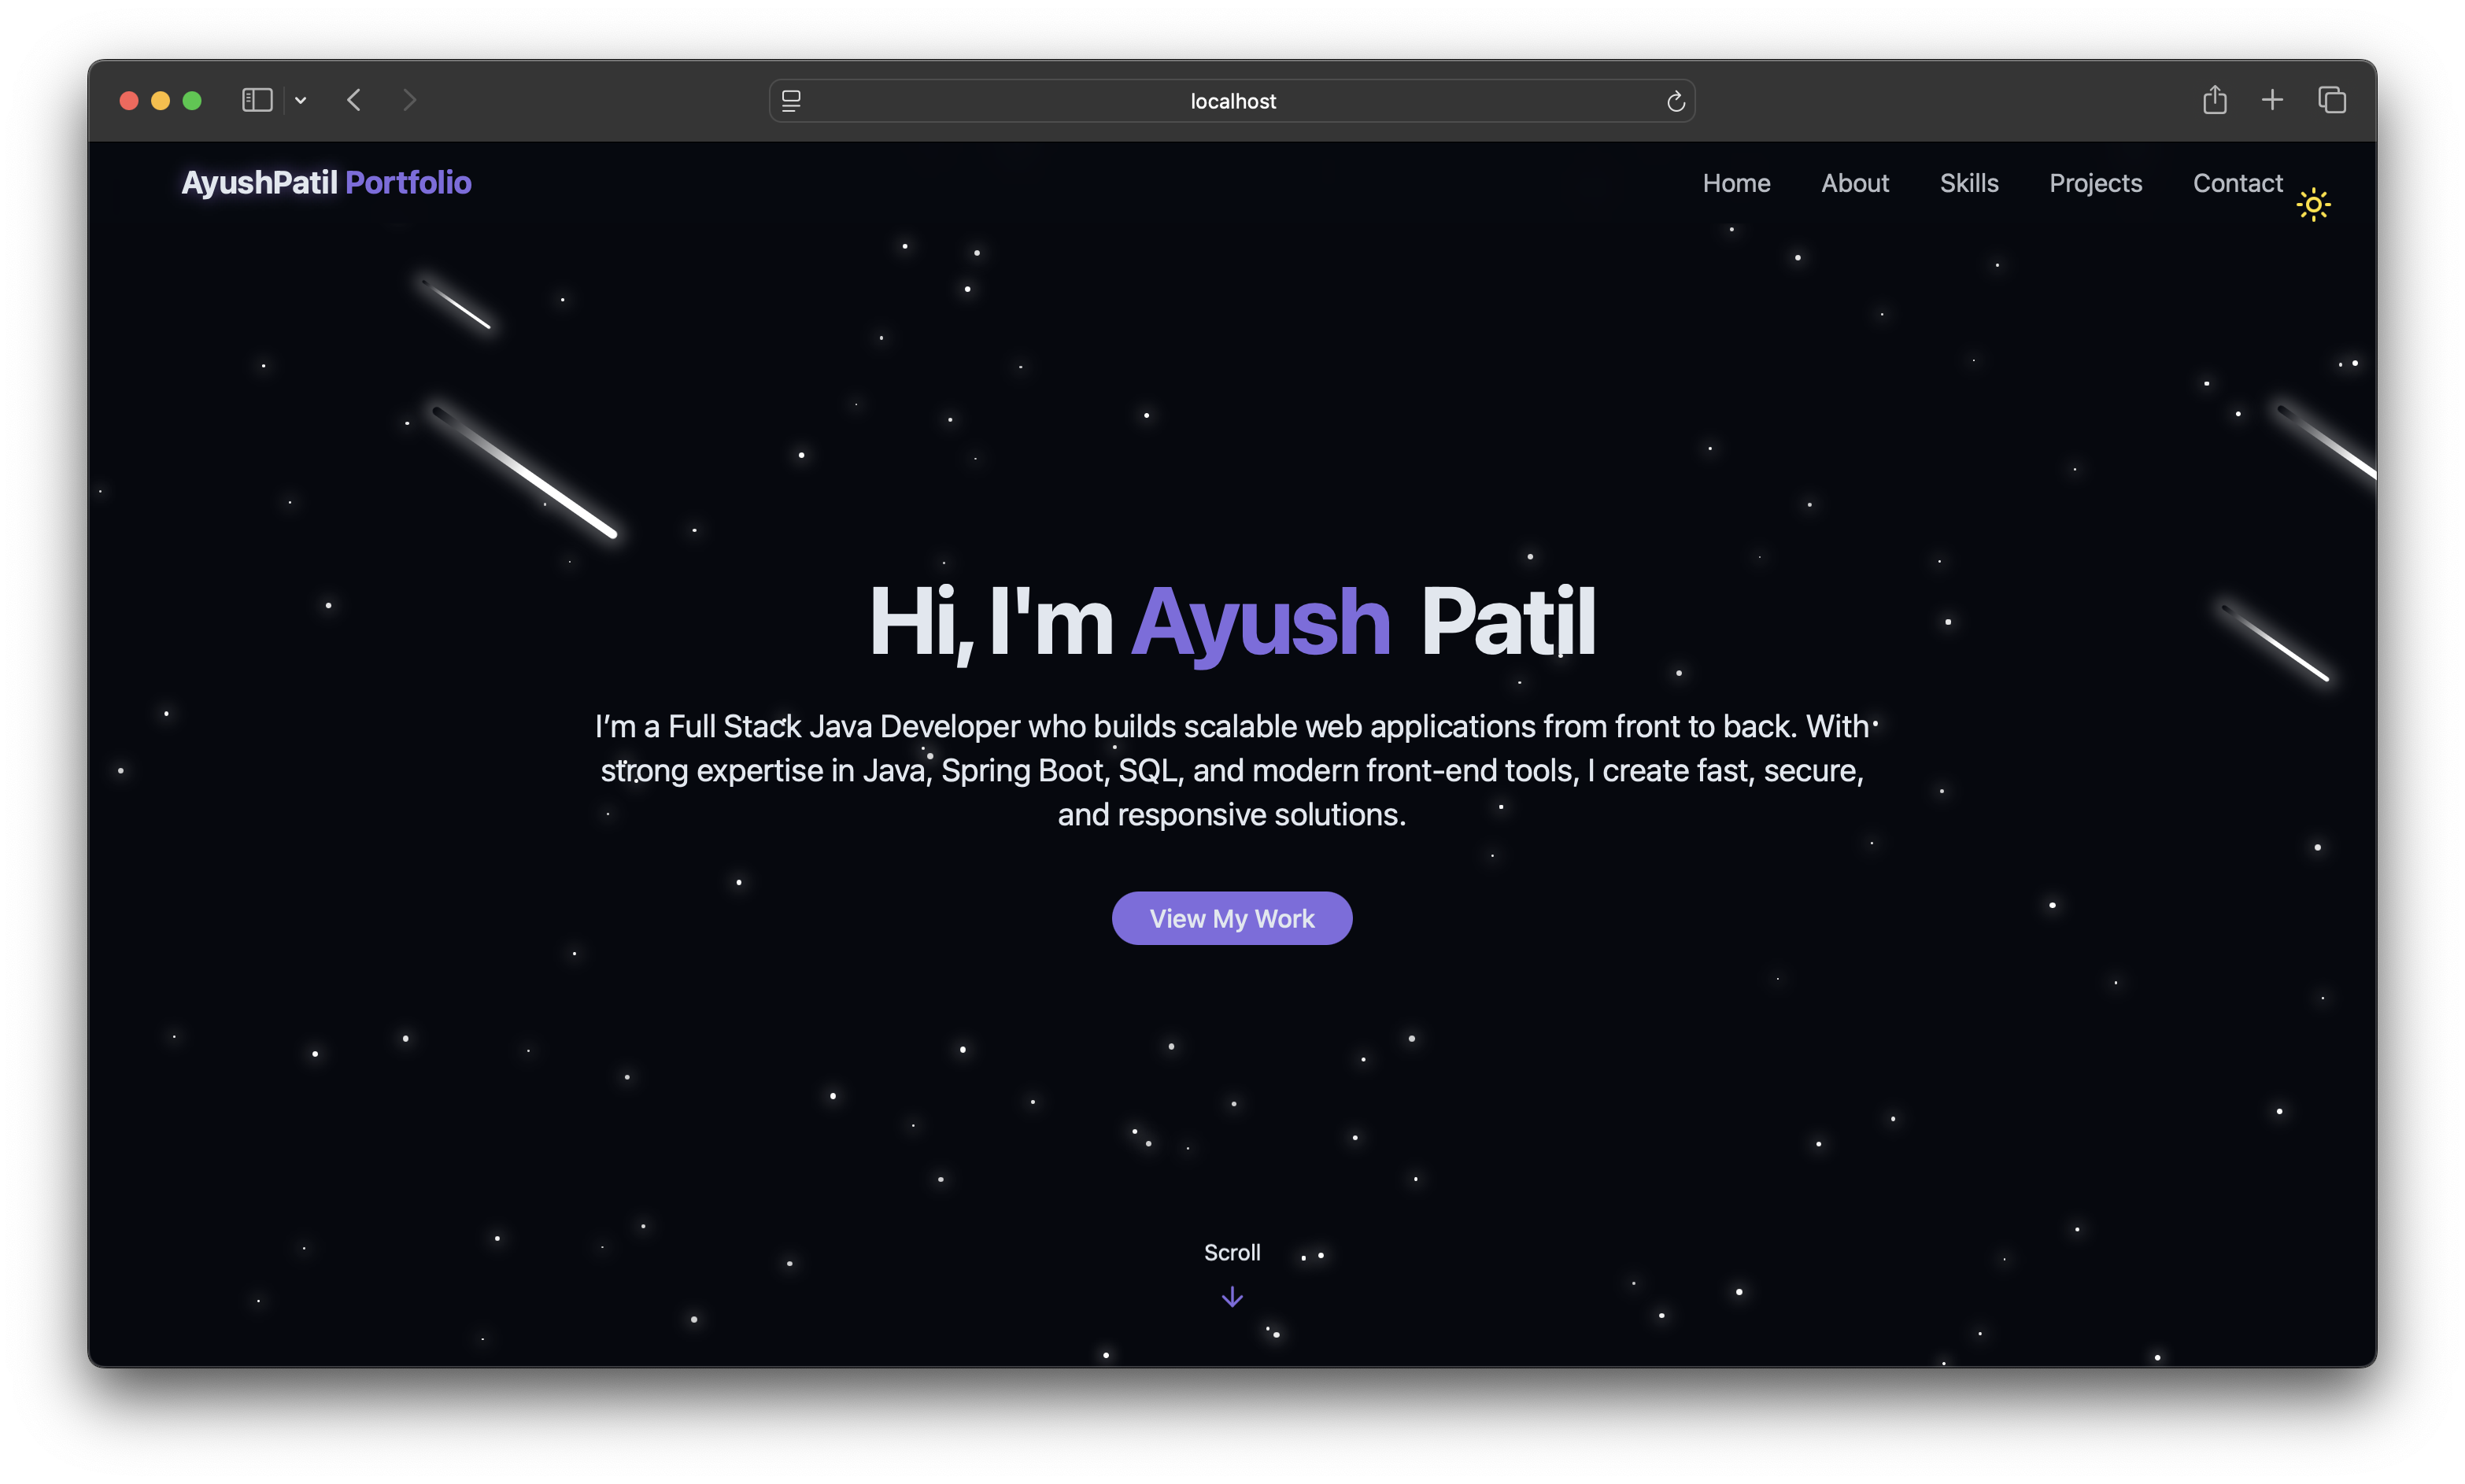 localhost
AyushPatil Portfolio
Home About Skills Projects Contact
Hi, I'm Ayush Patil
I’m a Full Stack Java Developer who builds scalable web applications from front to back. With
strong expertise in Java, Spring Boot, SQL, and modern front-end tools, I create fast, secure,
and responsive solutions.
View My Work
Scroll